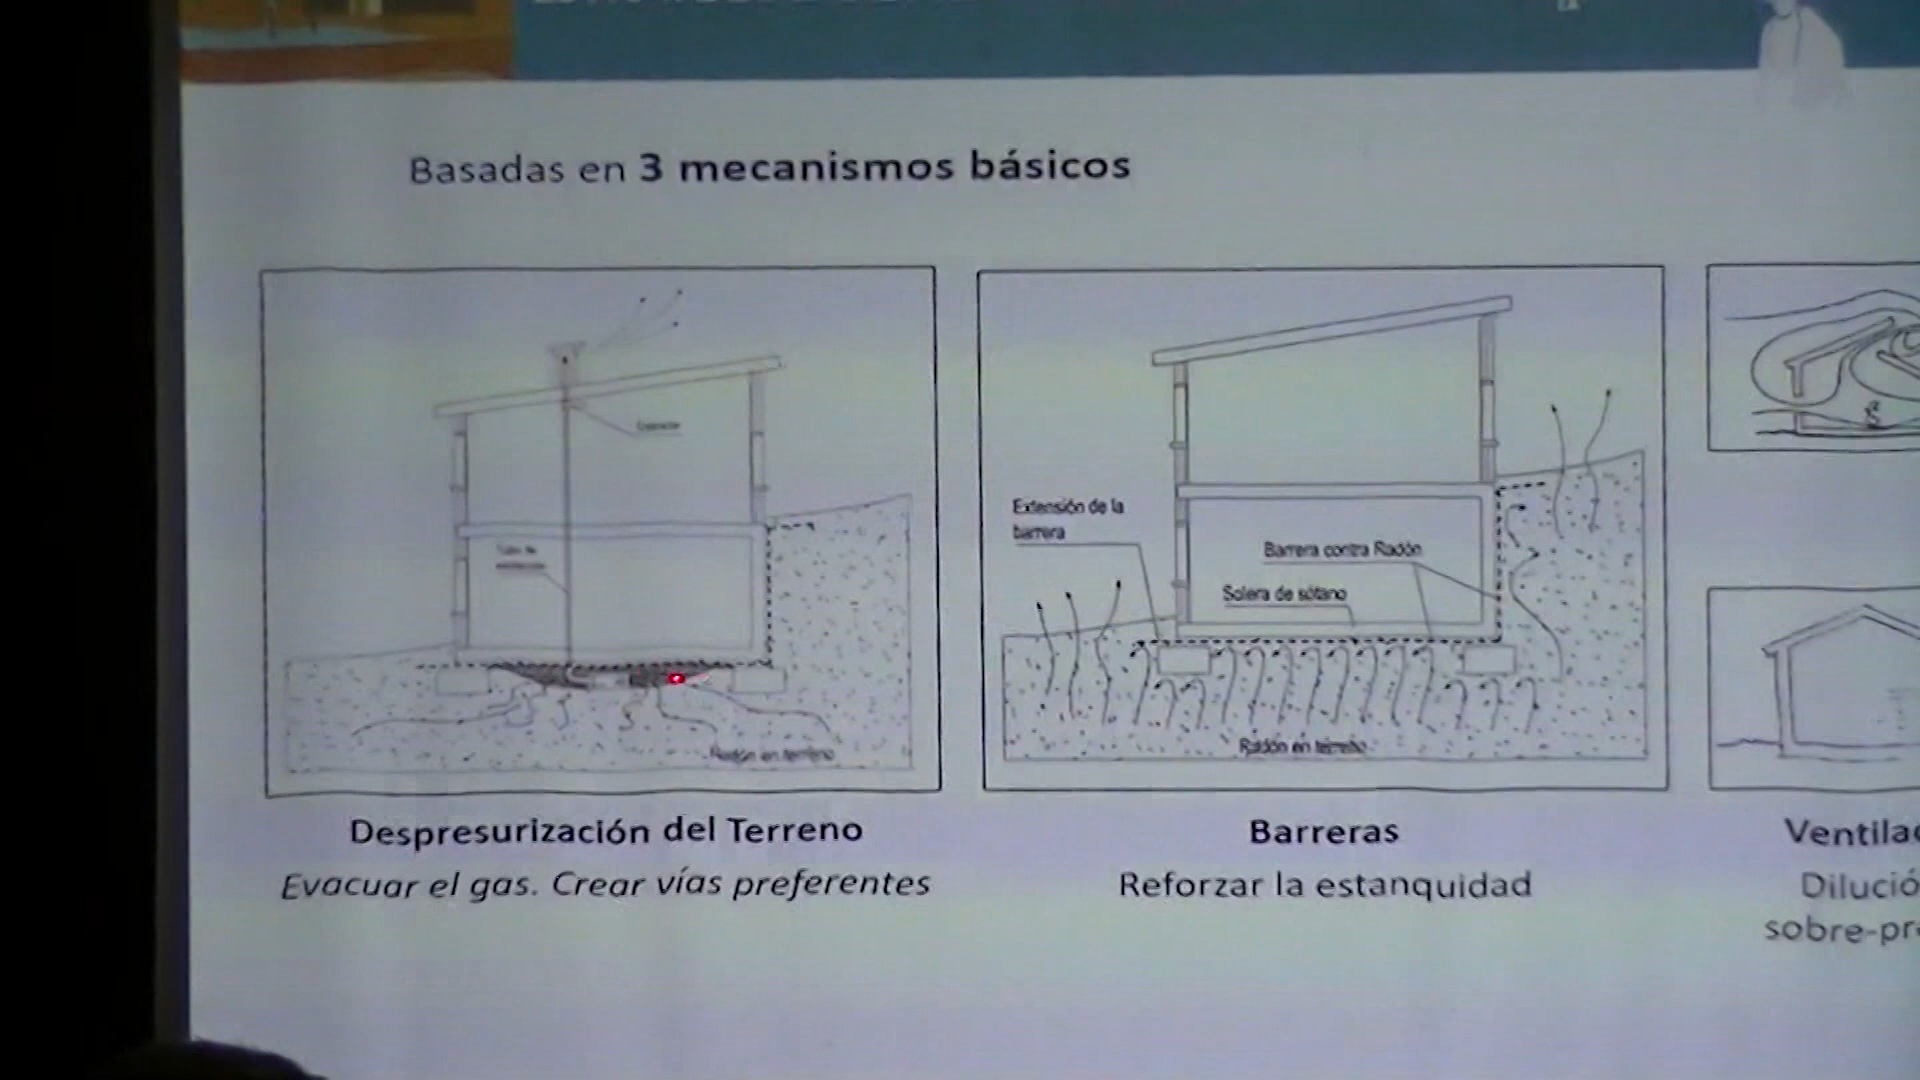 Basadas en 3 mecanismos básicos
Tubo de
Radón en terreno
Despresurización del Terreno
Evacuar el gas. Crear vías preferentes
Extensión de la
barrera
Barrera contra Radón
Solera de sótano
Radón en terreno
Barreras
Reforzar la estanquidad
Ventilac
Dilució
sobre-pr